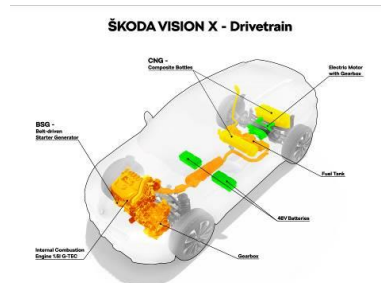 ŠKODA VISION X - Drivetrain
CNG -
Composite Bottles
Electric Motor
with Gearbox
BSG -
Belt-driven
Starter Generator
Fuel Tank
48V Batteries
Internal Combustion
Engine 1.5l G-TEC
Gearbox